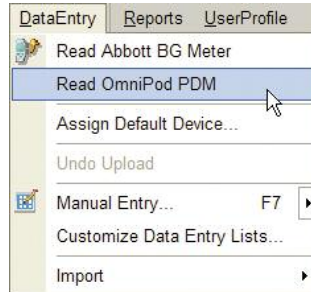 DataEntry Reports UserProfile
Read Abbott BG Meter
Read OmniPod PDM
Assign Default Device...
Undo Upload
Manual Entry... F7
Customize Data Entry Lists...
Import